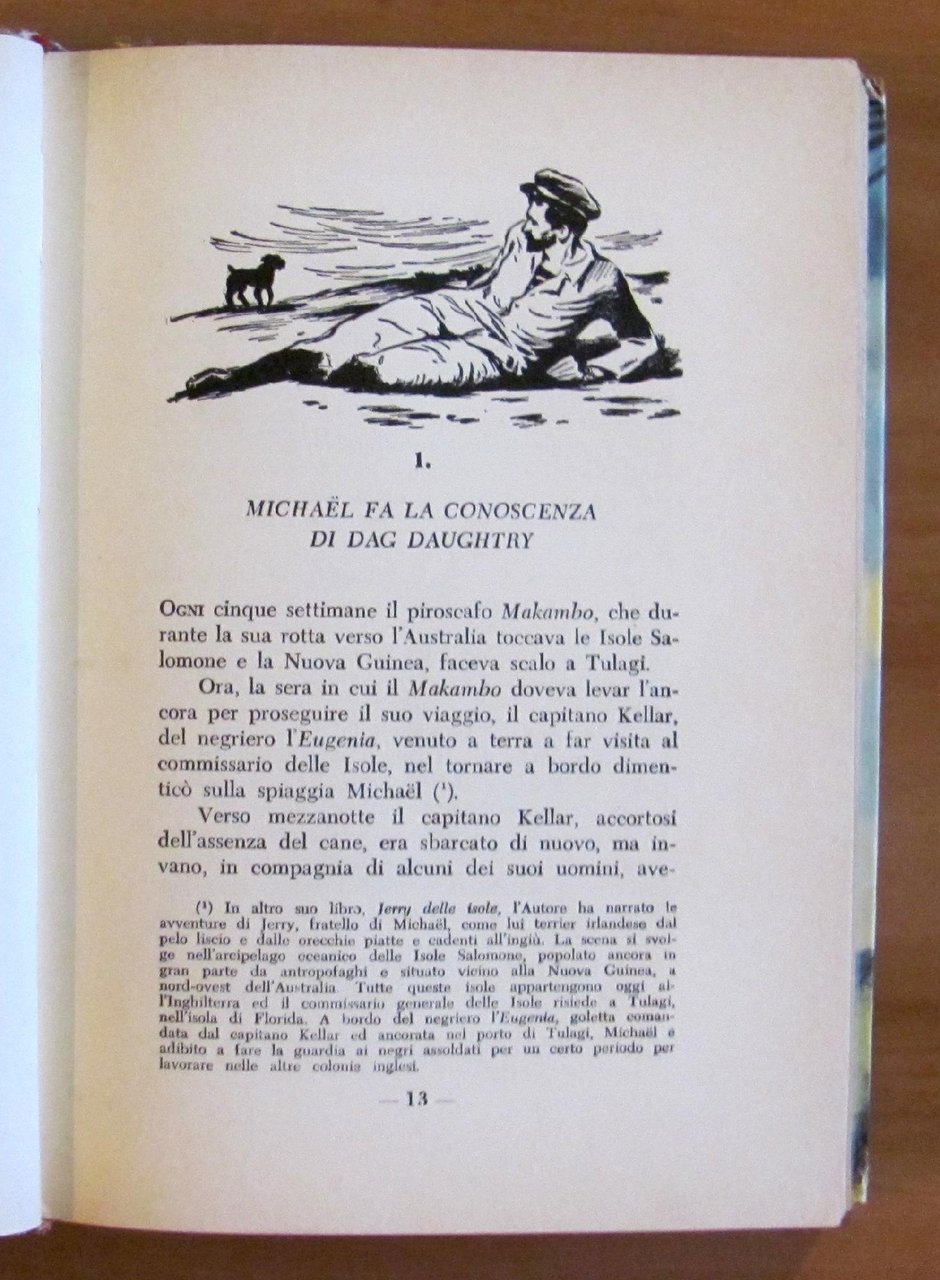 1.
MICHAËL FA LA CONOSCENZA
DI DAG DAUGHTRY
OGNI cinque settimane il piroscafo Makambo, che du-
rante la sua rotta verso l'Australia toccava le Isole Sa-
lomone e la Nuova Guinea, faceva scalo a Tulagi.
Ora, la sera in cui il Makambo doveva levar l'an-
cora per proseguire il suo viaggio, il capitano Kellar,
del negriero l'Eugenia, venuto a terra a far visita al
commissario delle Isole, nel tornare a bordo dimen-
ticò sulla spiaggia Michaël (¹).
Verso mezzanotte il capitano Kellar, accortosi
dell'assenza del cane, era sbarcato di nuovo, ma in-
vano, in compagnia di alcuni dei suoi uomini, ave-
(¹) In altro suo libro, Jerry delle isole, l'Autore ha narrato le
avventure di Jerry, fratello di Michaël, come lui terrier irlandese dal
pelo liscio e dalle orecchie piatte e cadenti all'ingiù. La scena si svol-
ge nell'arcipelago oceanico delle Isole Salomone, popolato ancora in
gran parte da antropofaghi e situato vicino alla Nuova Guinea, a
nord-ovest dell'Australia. Tutte queste isole appartengono oggi al-
l'Inghilterra ed il commissario generale delle Isole risiede a Tulagi,
nell'isola di Florida. A bordo del negriero l'Eugenia, goletta coman-
data dal capitano Kellar ed ancorata nel porto di Tulagi, Michaël è
adibito a fare la guardia ai negri assoldati per un certo periodo per
lavorare nelle altre colonie inglesi.
— 13 —